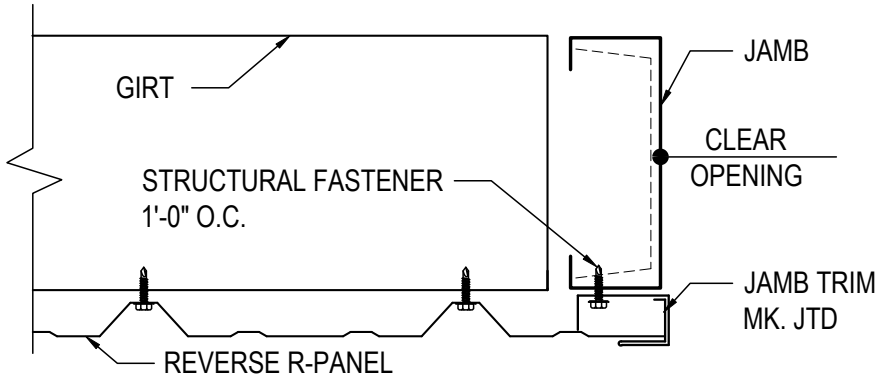 GIRT
JAMB
CLEAR
OPENING
STRUCTURAL FASTENER
1'-0" O.C.
JAMB TRIM
MK. JTD
REVERSE R-PANEL